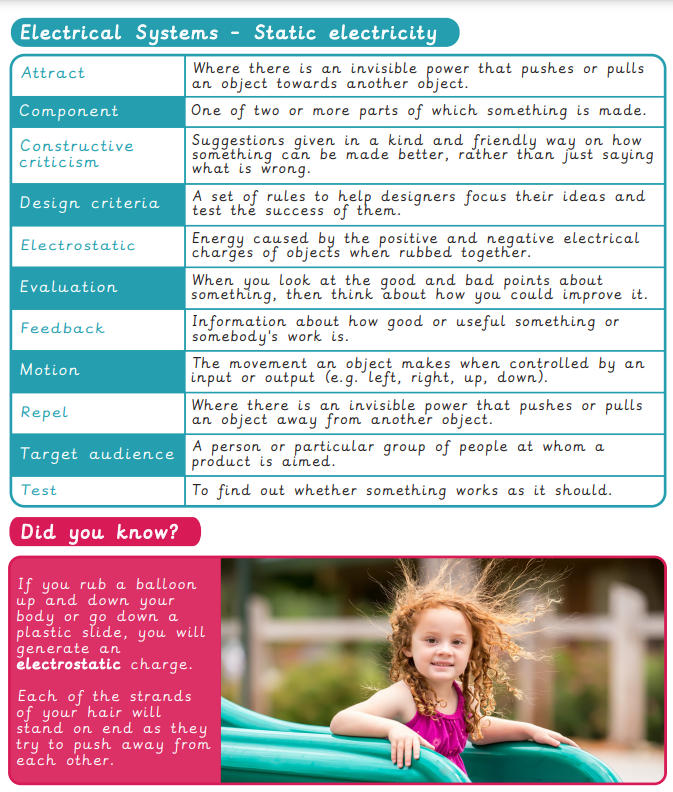 Electrical Systems - Static electricity
Attract
Where there is an invisible power that pushes or pulls
an object towards another object.
Component
One of two or more parts of which something is made.
Constructive
criticism
Suggestions given in a kind and friendly way on how
something can be made better, rather than just saying
what is wrong.
Design criteria
A set of rules to help designers focus their ideas and
test the success of them.
Electrostatic
Energy caused by the positive and negative electrical
charges of objects when rubbed together.
Evaluation
When you look at the good and bad points about
something, then think about how you could improve it.
Feedback
Information about how good or useful something or
somebody's work is.
Motion
The movement an object makes when controlled by an
input or output (e.g. left, right, up, down).
Repel
Where there is an invisible power that pushes or pulls
an object away from another object.
Target audience
A person or particular group of people at whom a
product is aimed.
Test
To find out whether something works as it should.
Did you know?
If you rub a balloon
up and down your
body or go down a
plastic slide, you will
generate an
electrostatic charge.
Each of the strands
of your hair will
stand on end as they
try to push away from
each other.